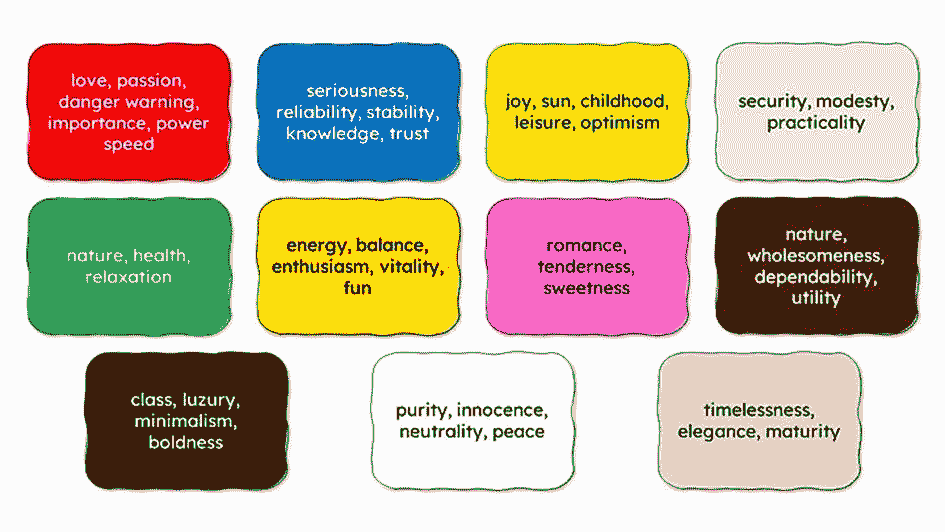 love, passion,
danger warning,
importance, power
speed
seriousness,
reliability, stability,
knowledge, trust
joy, sun, childhood,
leisure, optimism
security, modesty,
practicality
nature, health,
relaxation
energy, balance,
enthusiasm, vitality,
fun
romance,
tenderness,
sweetness
nature,
wholesomeness,
dependability,
utility
class, luzury,
minimalism,
boldness
purity, innocence,
neutrality, peace
timelessness,
elegance, maturity